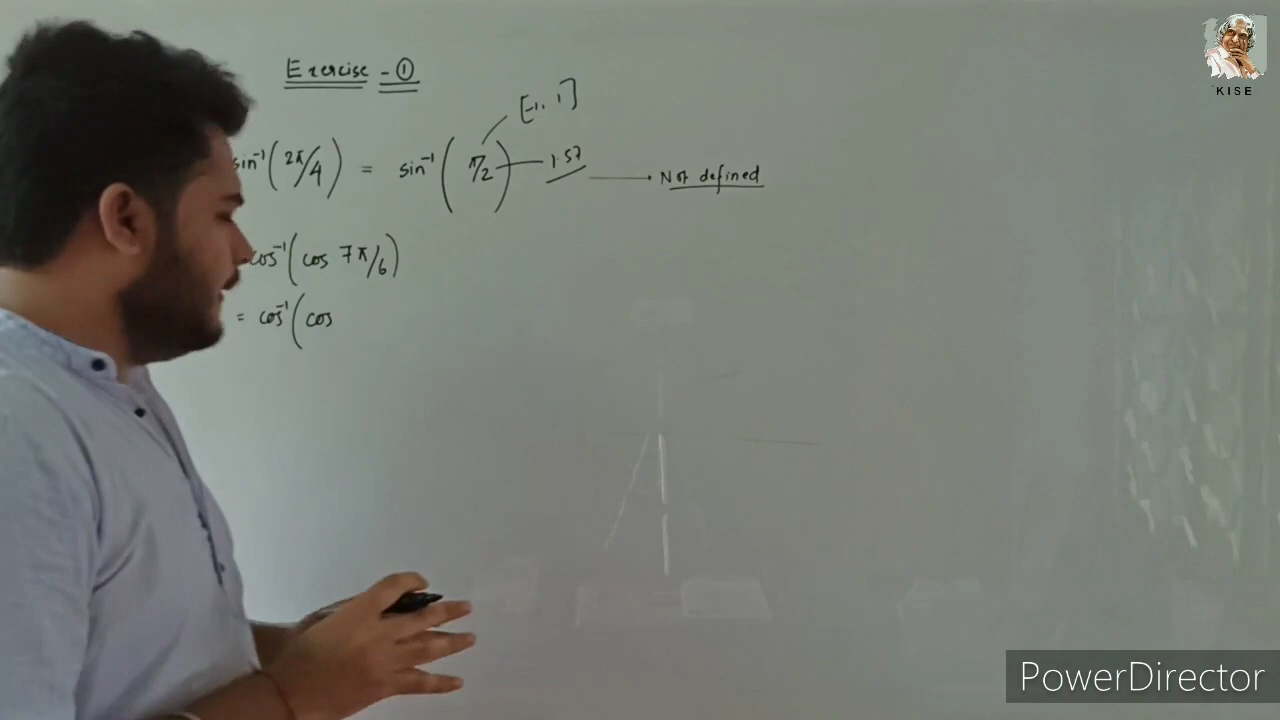 KISE
Exercise - ①
[-1, 1]
sin⁻¹(2π/4) = sin⁻¹(π/2) 1.57 Not defined
cos⁻¹(cos 7π/6)
= cos⁻¹(cos
PowerDirector